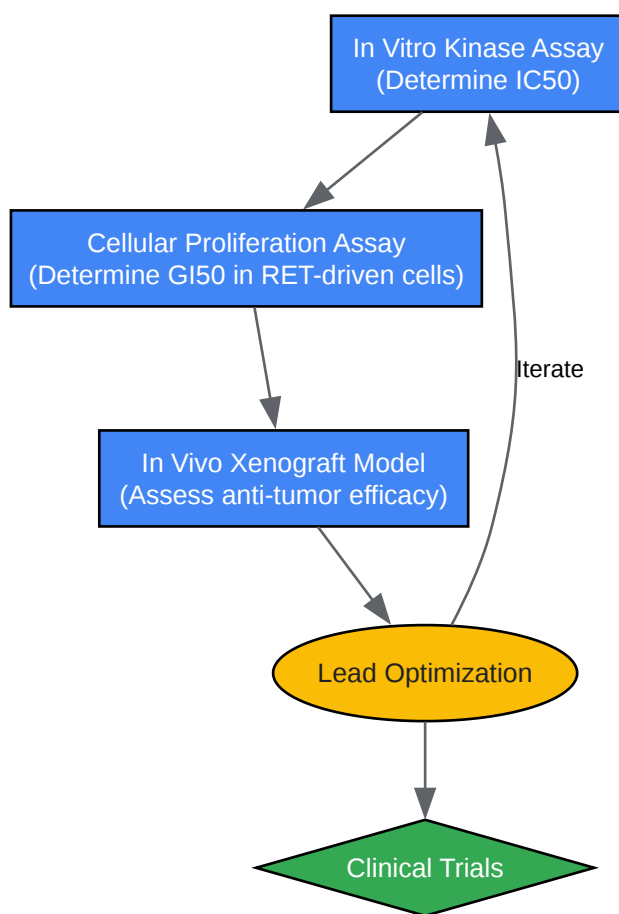 In Vitro Kinase Assay
(Determine IC50)
Cellular Proliferation Assay
(Determine GI50 in RET-driven cells)
Iterate
In Vivo Xenograft Model
(Assess anti-tumor efficacy)
Lead Optimization
Clinical Trials